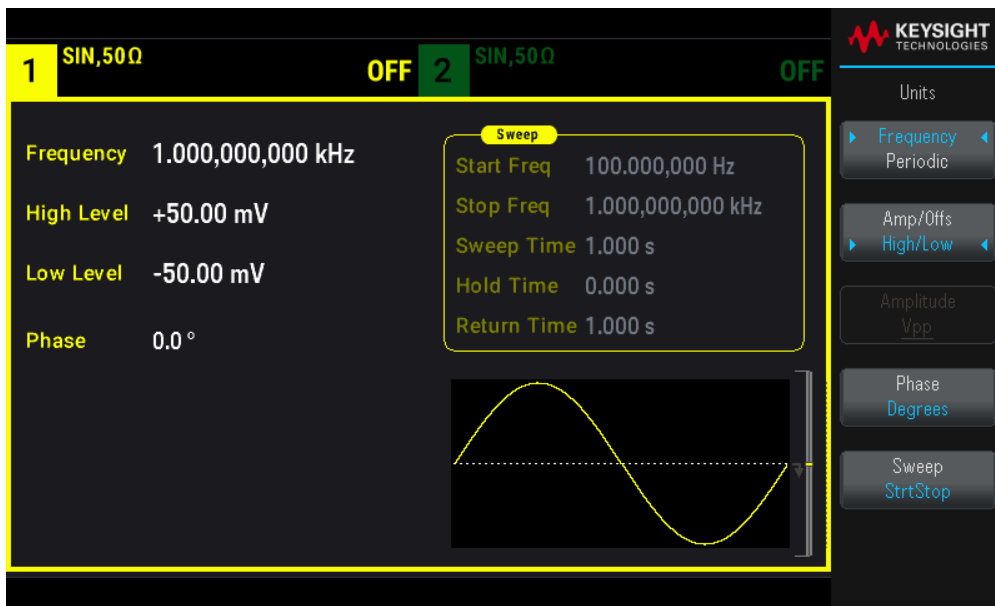 KEYSIGHT
TECHNOLOGIES
1 SIN,50Ω OFF
2 SIN,50Ω OFF
Frequency 1.000,000,000 kHz
High Level +50.00 mV
Low Level -50.00 mV
Phase 0.0 °
Sweep
Start Freq 100.000,000 Hz
Stop Freq 1.000,000,000 kHz
Sweep Time 1.000 s
Hold Time 0.000 s
Return Time 1.000 s
Units
Frequency
Periodic
Amp/Offs
High/Low
Amplitude
Vpp
Phase
Degrees
Sweep
StrtStop